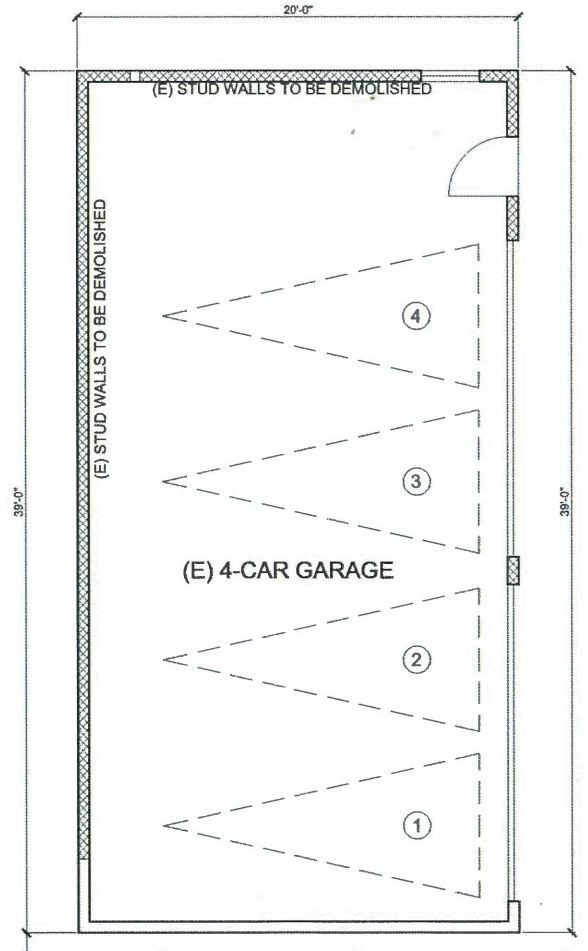 20'-0"
(E) STUD WALLS TO BE DEMOLISHED
(E) STUD WALLS TO BE DEMOLISHED
4
3
39'-0"
39'-0"
(E) 4-CAR GARAGE
2
1